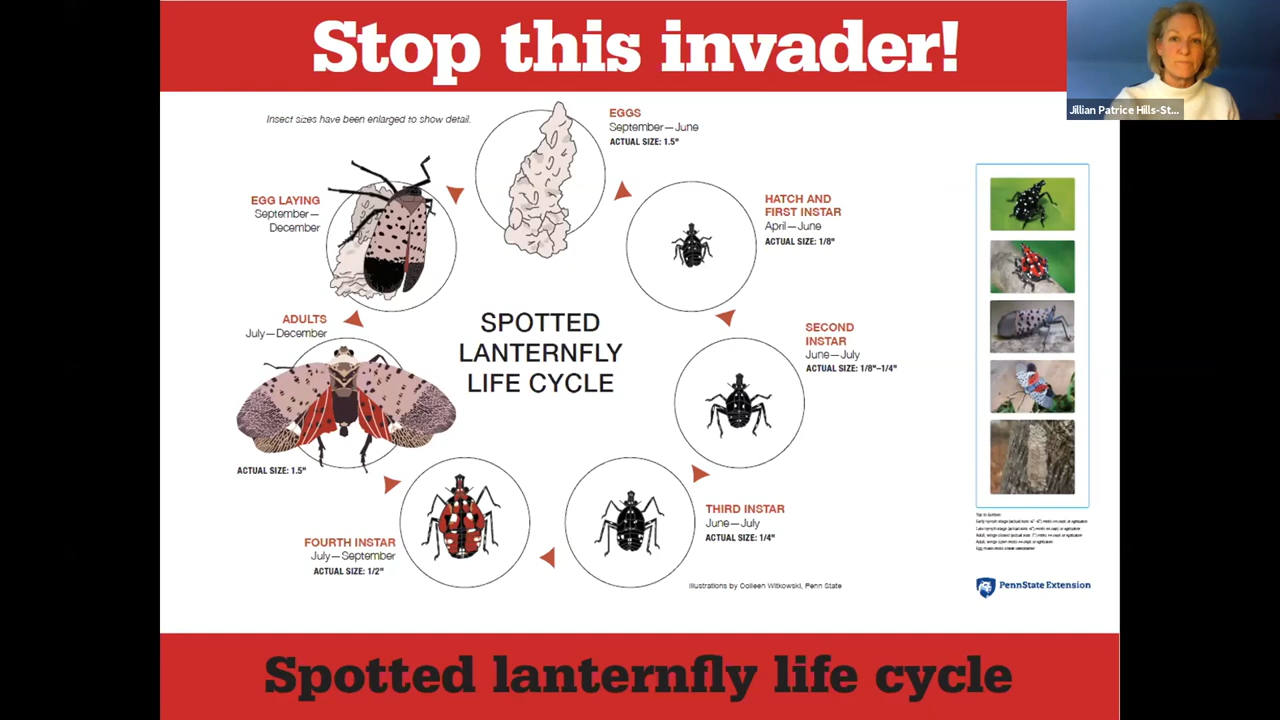 Stop this invader!
Jillian Patrice Hills-St...
Insect sizes have been enlarged to show detail.
EGGS
September—June
ACTUAL SIZE: 1.5"
HATCH AND
FIRST INSTAR
April—June
ACTUAL SIZE: 1/8"
SECOND
INSTAR
June—July
ACTUAL SIZE: 1/8"–1/4"
THIRD INSTAR
June—July
ACTUAL SIZE: 1/4"
FOURTH INSTAR
July—September
ACTUAL SIZE: 1/2"
ADULTS
July—December
ACTUAL SIZE: 1.5"
EGG LAYING
September—
December
SPOTTED
LANTERNFLY
LIFE CYCLE
Illustrations by Colleen Witkowski, Penn State
Top to bottom:
PennState Extension
Spotted lanternfly life cycle